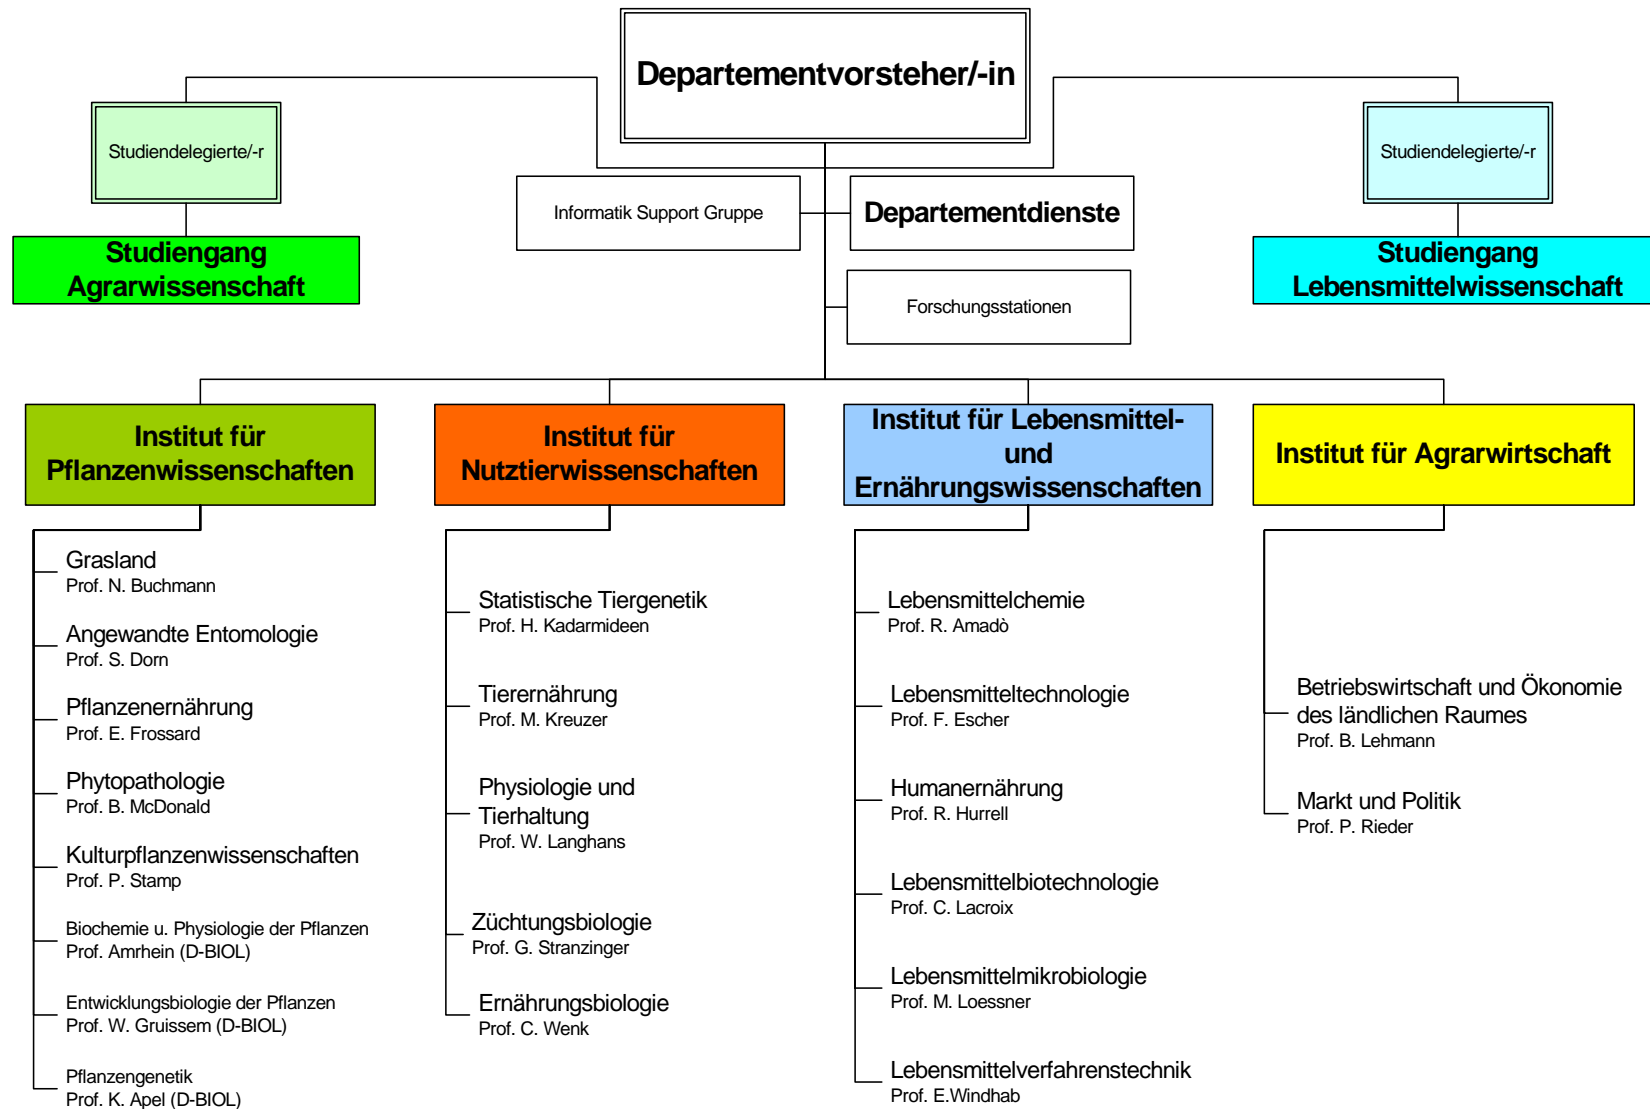 Departementvorsteher/-in
Studiendelegierte/-r
Studiendelegierte/-r
Informatik Support Gruppe
Departementdienste
Studiengang
Agrarwissenschaft
Studiengang
Lebensmittelwissenschaft
Forschungsstationen
Institut für
Pflanzenwissenschaften
Grasland
Prof. N. Buchmann
Angewandte Entomologie
Prof. S. Dorn
Pflanzenernährung
Prof. E. Frossard
Phytopathologie
Prof. B. McDonald
Kulturpflanzenwissenschaften
Prof. P. Stamp
Biochemie u. Physiologie der Pflanzen
Prof. Amrhein (D-BIOL)
Entwicklungsbiologie der Pflanzen
Prof. W. Gruissem (D-BIOL)
Pflanzengenetik
Prof. K. Apel (D-BIOL)
Institut für
Nutztierwissenschaften
Statistische Tiergenetik
Prof. H. Kadarmideen
Tierernährung
Prof. M. Kreuzer
Physiologie und
Tierhaltung
Prof. W. Langhans
Züchtungsbiologie
Prof. G. Stranzinger
Ernährungsbiologie
Prof. C. Wenk
Institut für Lebensmittel-
und
Ernährungswissenschaften
Lebensmittelchemie
Prof. R. Amadò
Lebensmitteltechnologie
Prof. F. Escher
Humanernährung
Prof. R. Hurrell
Lebensmittelbiotechnologie
Prof. C. Lacroix
Lebensmittelmikrobiologie
Prof. M. Loessner
Lebensmittelverfahrenstechnik
Prof. E.Windhab
Institut für Agrarwirtschaft
Betriebswirtschaft und Ökonomie
des ländlichen Raumes
Prof. B. Lehmann
Markt und Politik
Prof. P. Rieder